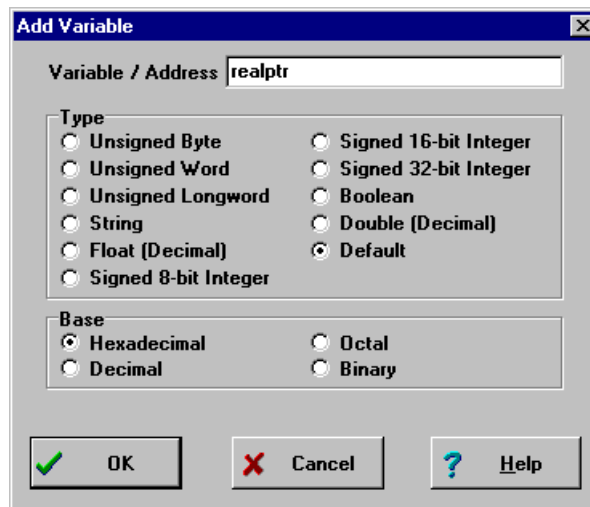 Add Variable
Variable / Address realptr
Type
Unsigned Byte
Signed 16-bit Integer
Unsigned Word
Signed 32-bit Integer
Unsigned Longword
Boolean
String
Double (Decimal)
Float (Decimal)
Default
Signed 8-bit Integer
Base
Hexadecimal
Octal
Decimal
Binary
OK
Cancel
? Help